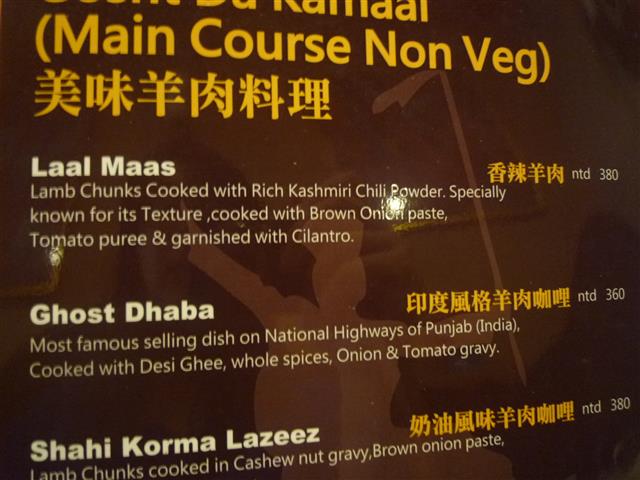 Gosht Da Kamaal
(Main Course Non Veg)
美味羊肉料理
Laal Maas 香辣羊肉 ntd 380
Lamb Chunks Cooked with Rich Kashmiri Chili Powder. Specially
known for its Texture ,cooked with Brown Onion paste,
Tomato puree & garnished with Cilantro.
Ghost Dhaba 印度風格羊肉咖哩 ntd 360
Most famous selling dish on National Highways of Punjab (India),
Cooked with Desi Ghee, whole spices, Onion & Tomato gravy.
Shahi Korma Lazeez 奶油風味羊肉咖哩 ntd 380
Lamb Chunks cooked in Cashew nut gravy,Brown onion paste,